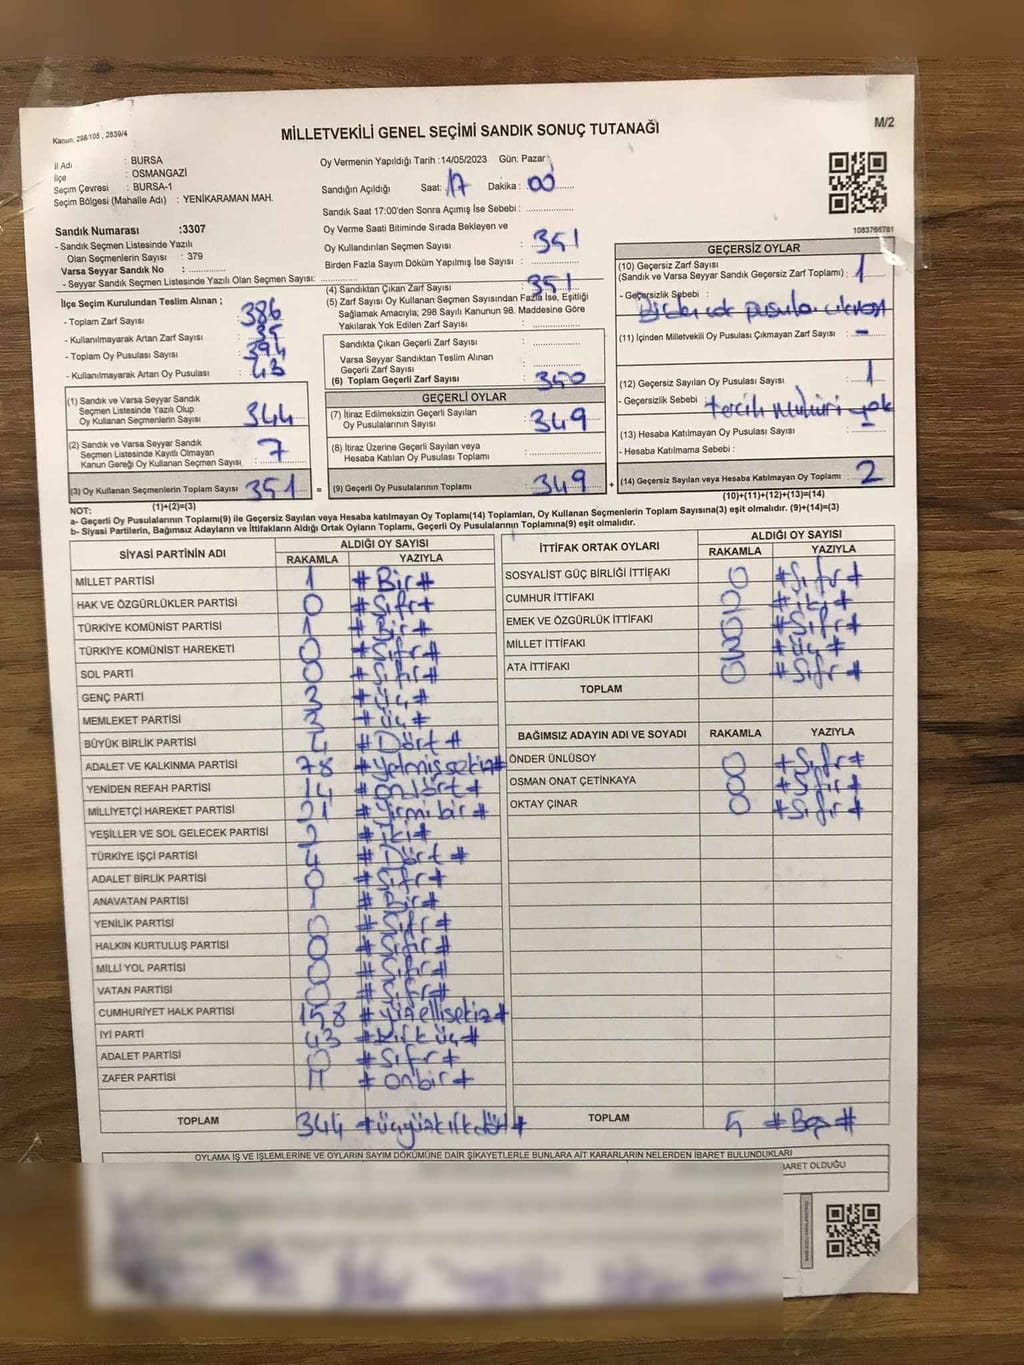 Kanun, 298/105 , 2839/4
MİLLETVEKİLİ GENEL SEÇİMİ SANDIK SONUÇ TUTANAĞI
M/2
İl Adı : BURSA
İlçe : OSMANGAZİ
Seçim Çevresi : BURSA-1
Seçim Bölgesi (Mahalle Adı) : YENİKARAMAN MAH.
Sandık Numarası :3307
- Sandık Seçmen Listesinde Yazılı
Olan Seçmenlerin Sayısı : 379
Varsa Seyyar Sandık No :
- Seyyar Sandık Seçmen Listesinde Yazılı Olan Seçmen Sayısı:
Oy Vermenin Yapıldığı Tarih :14/05/2023 Gün: Pazar
Sandığın Açıldığı Saat: 17 Dakika : 00
Sandık Saat 17:00'den Sonra Açımış İse Sebebi :
Oy Verme Saati Bitiminde Sırada Bekleyen ve
Oy Kullandırılan Seçmen Sayısı : 351
Birden Fazla Sayım Döküm Yapılmış İse Sayısı :
1083766781
İlçe Seçim Kurulundan Teslim Alınan ;
- Toplam Zarf Sayısı : 386
- Kullanılmayarak Artan Zarf Sayısı : 35
- Toplam Oy Pusulası Sayısı : 394
- Kullanılmayarak Artan Oy Pusulası : 43
(1) Sandık ve Varsa Seyyar Sandık
Seçmen Listesinde Yazılı Olup
Oy Kullanan Seçmenlerin Sayısı : 344
(2) Sandık ve Varsa Seyyar Sandık
Seçmen Listesinde Kayıtlı Olmayan
Kanun Gereği Oy Kullanan Seçmen Sayısı : 7
(3) Oy Kullanan Seçmenlerin Toplam Sayısı : 351
(1)+(2)=(3)
(4) Sandıktan Çıkan Zarf Sayısı : 351
(5) Zarf Sayısı Oy Kullanan Seçmen Sayısından Fazla İse, Eşitliği
Sağlamak Amacıyla; 298 Sayılı Kanunun 98. Maddesine Göre
Yakılarak Yok Edilen Zarf Sayısı :
Sandıkta Çıkan Geçerli Zarf Sayısı :
Varsa Seyyar Sandıktan Teslim Alınan
Geçerli Zarf Sayısı :
(6) Toplam Geçerli Zarf Sayısı : 350
GEÇERLİ OYLAR
(7) İtiraz Edilmeksizin Geçerli Sayılan
Oy Pusulalarının Sayısı : 349
(8) İtiraz Üzerine Geçerli Sayılan veya
Hesaba Katılan Oy Pusulası Toplamı :
= (9) Geçerli Oy Pusulalarının Toplamı : 349 +
GEÇERSİZ OYLAR
(10) Geçersiz Zarf Sayısı
(Sandık ve Varsa Seyyar Sandık Geçersiz Zarf Toplamı) : 1
- Geçersizlik Sebebi :
pusula
(11) İçinden Milletvekili Oy Pusulası Çıkmayan Zarf Sayısı : -
(12) Geçersiz Sayılan Oy Pusulası Sayısı : 1
- Geçersizlik Sebebi : tercih mührü yok
(13) Hesaba Katılmayan Oy Pusulası Sayısı : -
- Hesaba Katılmama Sebebi :
(14) Geçersiz Sayılan veya Hesaba Katılmayan Oy Toplamı : 2
(10)+(11)+(12)+(13)=(14)
NOT:
a- Geçerli Oy Pusulalarının Toplamı(9) ile Geçersiz Sayılan veya Hesaba katılmayan Oy Toplamı(14) Toplamları, Oy Kullanan Seçmenlerin Toplam Sayısına(3) eşit olmalıdır. (9)+(14)=(3)
b- Siyasi Partilerin, Bağımsız Adayların ve İttifakların Aldığı Ortak Oyların Toplamı, Geçerli Oy Pusulalarının Toplamına(9) eşit olmalıdır.
SİYASİ PARTİNİN ADI ALDIĞI OY SAYISI
RAKAMLA YAZIYLA
MİLLET PARTİSİ 1 # Bir #
HAK VE ÖZGÜRLÜKLER PARTİSİ 0 # Sıfır #
TÜRKİYE KOMÜNİST PARTİSİ 1 # Bir #
TÜRKİYE KOMÜNİST HAREKETİ 0 # Sıfır #
SOL PARTİ 0 # Sıfır #
GENÇ PARTİ 3 # Üç #
MEMLEKET PARTİSİ 3 # üç #
BÜYÜK BİRLİK PARTİSİ 4 # Dört #
ADALET VE KALKINMA PARTİSİ 78 # Yetmişsekiz #
YENİDEN REFAH PARTİSİ 14 # ondört #
MİLLİYETÇİ HAREKET PARTİSİ 21 # Yirmibir #
YEŞİLLER VE SOL GELECEK PARTİSİ 2 # İki #
TÜRKİYE İŞÇİ PARTİSİ 4 # Dört #
ADALET BİRLİK PARTİSİ 0 # Sıfır #
ANAVATAN PARTİSİ 1 # Bir #
YENİLİK PARTİSİ 0 # Sıfır #
HALKIN KURTULUŞ PARTİSİ 0 # Sıfır #
MİLLİ YOL PARTİSİ 0 # Sıfır #
VATAN PARTİSİ 0 # Sıfır #
CUMHURİYET HALK PARTİSİ 158 # Yüzellisekiz #
İYİ PARTİ 43 # Kırk üç #
ADALET PARTİSİ 0 # Sıfır #
ZAFER PARTİSİ 11 # onbir #
TOPLAM 344 # üçyüzkırkdört #
İTTİFAK ORTAK OYLARI ALDIĞI OY SAYISI
RAKAMLA YAZIYLA
SOSYALİST GÜÇ BİRLİĞİ İTTİFAKI 0 # Sıfır #
CUMHUR İTTİFAKI 2 # iki #
EMEK VE ÖZGÜRLÜK İTTİFAKI 0 # Sıfır #
MİLLET İTTİFAKI 3 # üç #
ATA İTTİFAKI 0 # Sıfır #
TOPLAM
BAĞIMSIZ ADAYIN ADI VE SOYADI RAKAMLA YAZIYLA
ÖNDER ÜNLÜSOY 0 # Sıfır #
OSMAN ONAT ÇETİNKAYA 0 # Sıfır #
OKTAY ÇINAR 0 # Sıfır #
TOPLAM 5 # Beş #
OYLAMA İŞ VE İŞLEMLERİNE VE OYLARIN SAYIM DÖKÜMÜNE DAİR ŞİKAYETLERLE BUNLARA AİT KARARLARIN NELERDEN İBARET BULUNDUKLARI
BARET OLDUĞU